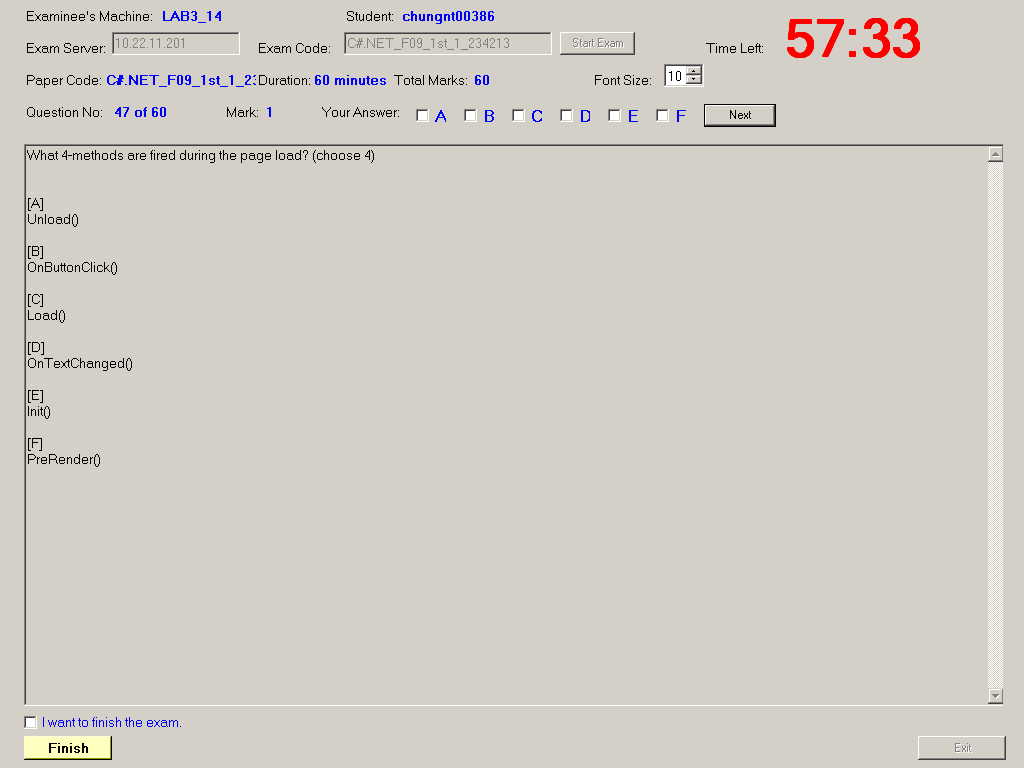 Examinee's Machine: LAB3_14 Student: chungnt00386
Exam Server: 10.22.11.201 Exam Code: C#.NET_F09_1st_1_234213 Start Exam Time Left: 57:33
Paper Code: C#.NET_F09_1st_1_23 Duration: 60 minutes Total Marks: 60 Font Size: 10
Question No: 47 of 60 Mark: 1 Your Answer: A B C D E F Next
What 4-methods are fired during the page load? (choose 4)
[A]
Unload()
[B]
OnButtonClick()
[C]
Load()
[D]
OnTextChanged()
[E]
Init()
[F]
PreRender()
I want to finish the exam.
Finish Exit